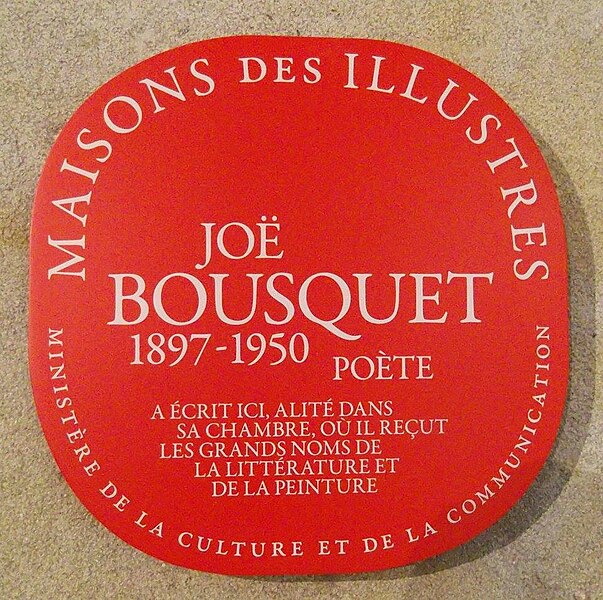 MAISONS DES ILLUSTRES
JOË
BOUSQUET
1897-1950
POÈTE
A ÉCRIT ICI, ALITÉ DANS
SA CHAMBRE, OÙ IL REÇUT
LES GRANDS NOMS DE
LA LITTÉRATURE ET
DE LA PEINTURE
MINISTÈRE DE LA CULTURE ET DE LA COMMUNICATION